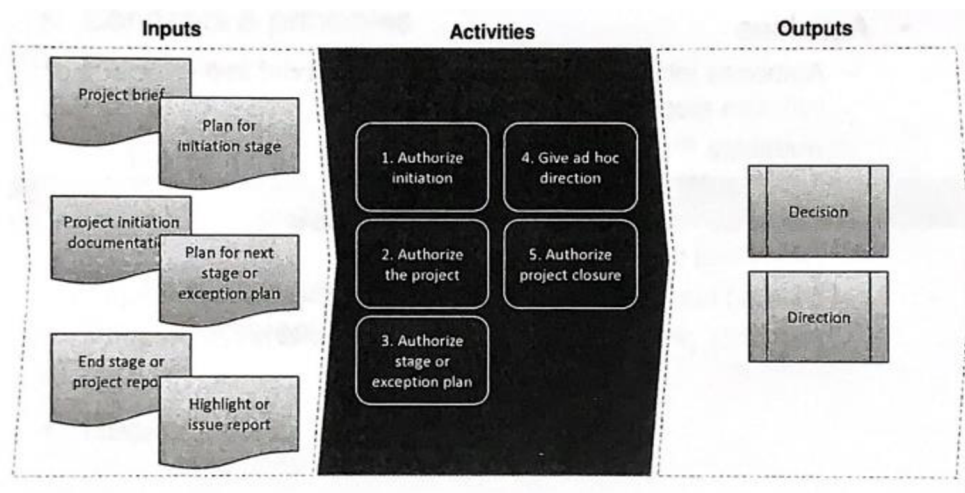 Inputs
Activities
Outputs
Project brief
Plan for
initiation stage
Project initiation
documentation
Plan for next
stage or
exception plan
End stage or
project report
Highlight or
issue report
1. Authorize
initiation
2. Authorize
the project
3. Authorize
stage or
exception plan
4. Give ad hoc
direction
5. Authorize
project closure
Decision
Direction